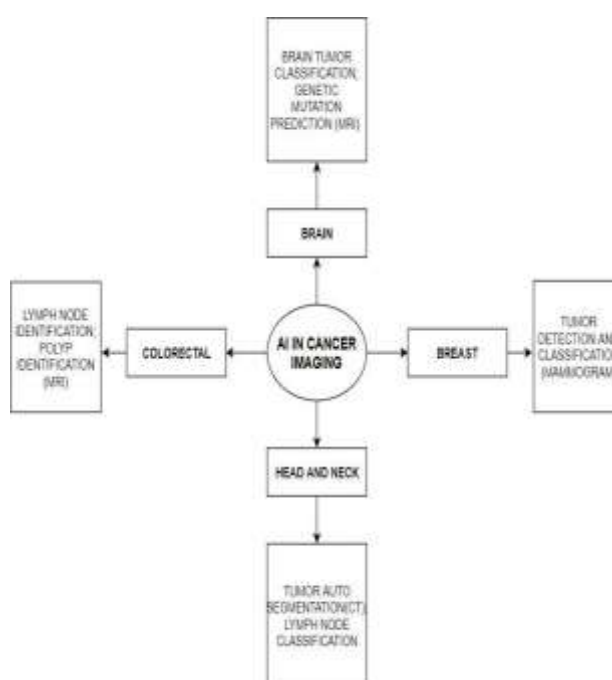 BRAIN TUMOR
CLASSIFICATION;
GENETIC
MUTATION
PREDICTION (MRI)
BRAIN
LYMPH NODE
IDENTIFICATION;
POLYP
IDENTIFICATION
(MRI)
COLORECTAL
AI IN CANCER
IMAGING
BREAST
TUMOR
DETECTION AN
CLASSIFICATION
(MAMMOGRAM
HEAD AND NECK
TUMOR AUTO
SEGMENTATION(CT)
LYMPH NODE
CLASSIFICATION